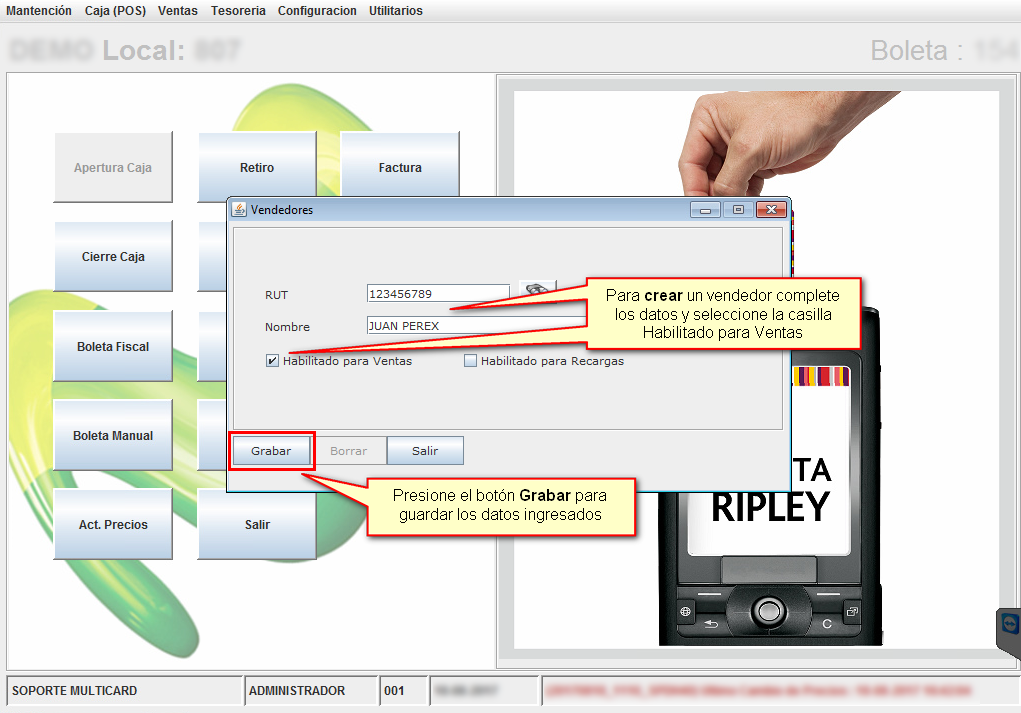 Mantención Caja (POS) Ventas Tesoreria Configuracion Utilitarios
DEMO Local: 807
Boleta : 154
Apertura Caja
Retiro
Factura
Vendedores
Cierre Caja
RUT
123456789
Para crear un vendedor complete
los datos y seleccione la casilla
Habilitado para Ventas
Nombre
JUAN PEREX
Boleta Fiscal
Habilitado para Ventas
Habilitado para Recargas
Boleta Manual
Grabar
Borrar
Salir
TA
RIPLEY
Presione el botón Grabar para
guardar los datos ingresados
Act. Precios
Salir
C
SOPORTE MULTICARD
ADMINISTRADOR
001